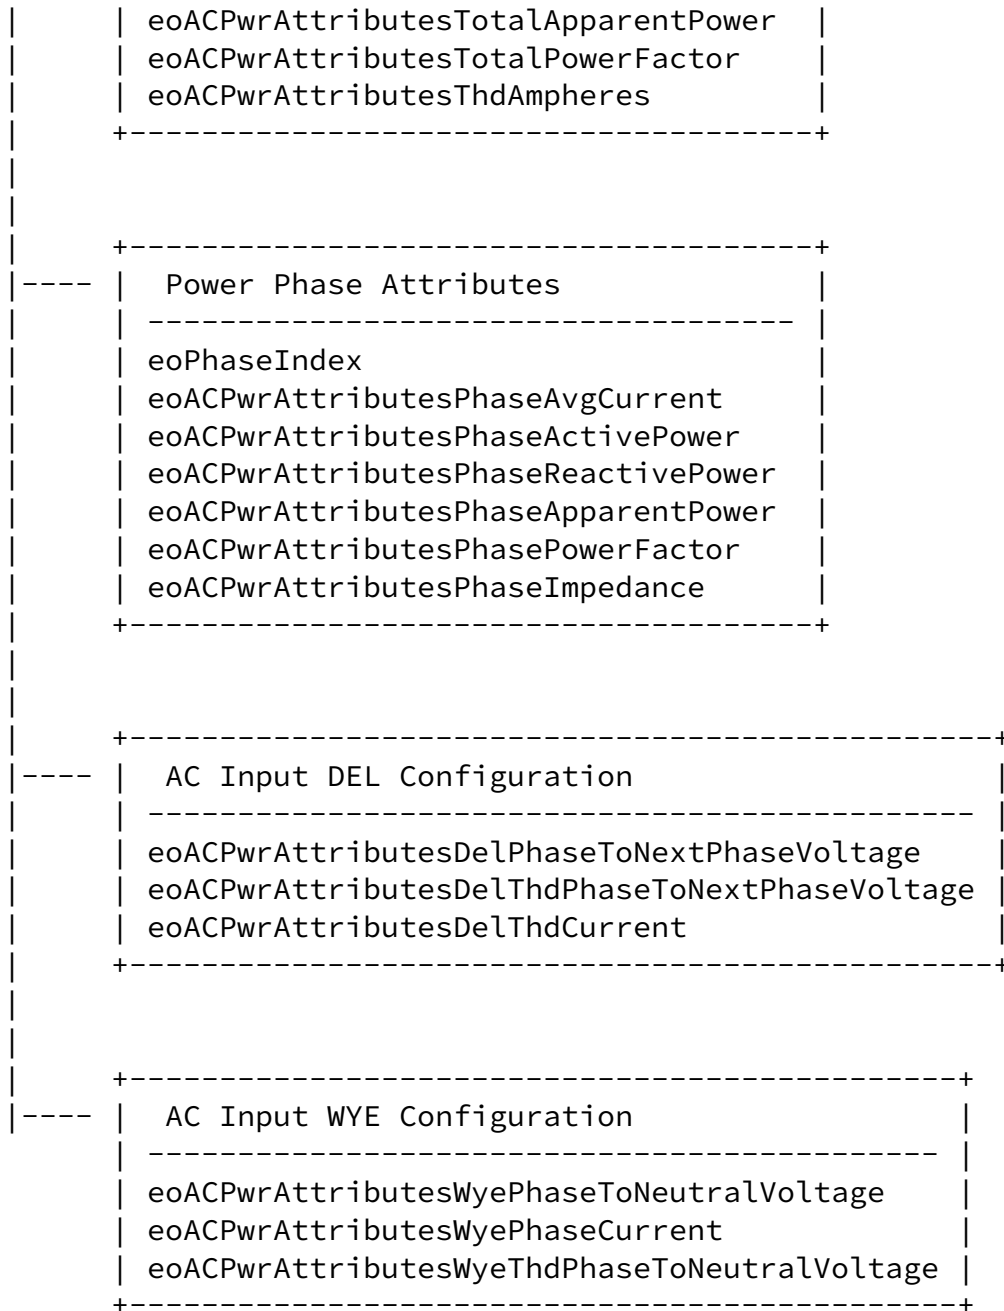 |      | eoACPwrAttributesTotalApparentPower  |
|      | eoACPwrAttributesTotalPowerFactor    |
|      | eoACPwrAttributesThdAmpheres         |
|      +--------------------------------------+
|
|
|      +--------------------------------------+
|---- |  Power Phase Attributes              |
|      | ------------------------------------ |
|      | eoPhaseIndex                         |
|      | eoACPwrAttributesPhaseAvgCurrent     |
|      | eoACPwrAttributesPhaseActivePower    |
|      | eoACPwrAttributesPhaseReactivePower  |
|      | eoACPwrAttributesPhaseApparentPower  |
|      | eoACPwrAttributesPhasePowerFactor    |
|      | eoACPwrAttributesPhaseImpedance      |
|      +--------------------------------------+
|
|
|      +------------------------------------------------+
|---- |  AC Input DEL Configuration                    |
|      | ---------------------------------------------- |
|      | eoACPwrAttributesDelPhaseToNextPhaseVoltage    |
|      | eoACPwrAttributesDelThdPhaseToNextPhaseVoltage |
|      | eoACPwrAttributesDelThdCurrent                 |
|      +------------------------------------------------+
|
|
|      +----------------------------------------------+
|---- |  AC Input WYE Configuration                  |
       | -------------------------------------------- |
       | eoACPwrAttributesWyePhaseToNeutralVoltage    |
       | eoACPwrAttributesWyePhaseCurrent             |
       | eoACPwrAttributesWyeThdPhaseToNeutralVoltage |
       +----------------------------------------------+